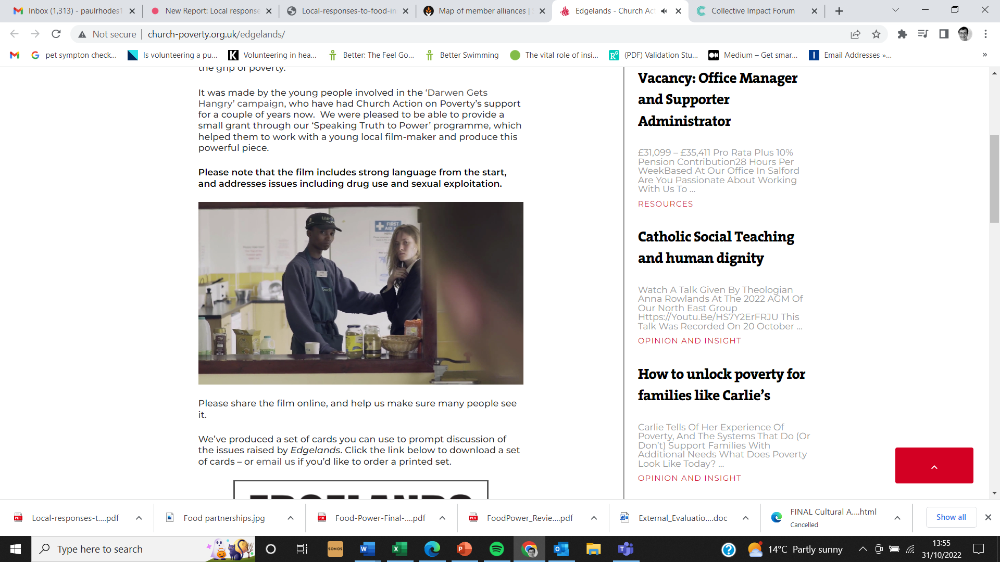 Inbox (1,313) - paulrhodes1
New Report: Local response
Local-responses-to-food-in
Map of member alliances |
Edgelands - Church Act
Collective Impact Forum
Not secure
church-poverty.org.uk/edgelands/
pet sympton check...
Is volunteering a pu...
Volunteering in hea...
Better: The Feel Go...
Better Swimming
The vital role of insi...
(PDF) Validation Stu...
Medium – Get smar...
Email Addresses »...
»
the grip of poverty.
It was made by the young people involved in the ‘Darwen Gets
Hangry’ campaign, who have had Church Action on Poverty’s support
for a couple of years now. We were pleased to be able to provide a
small grant through our ‘Speaking Truth to Power’ programme, which
helped them to work with a young local film-maker and produce this
powerful piece.
Please note that the film includes strong language from the start,
and addresses issues including drug use and sexual exploitation.
FIRST
AID
Please share the film online, and help us make sure many people see
it.
We’ve produced a set of cards you can use to prompt discussion of
the issues raised by Edgelands. Click the link below to download a set
of cards – or email us if you’d like to order a printed set.
EDGELANDS
Vacancy: Office Manager
and Supporter
Administrator
£31,099 – £35,411 Pro Rata Plus 10%
Pension Contribution28 Hours Per
WeekBased At Our Office In Salford
Are You Passionate About Working
With Us To ...
RESOURCES
Catholic Social Teaching
and human dignity
Watch A Talk Given By Theologian
Anna Rowlands At The 2022 AGM Of
Our North East Group
Https://Youtu.Be/HS7Y2ErFRJU This
Talk Was Recorded On 20 October ...
OPINION AND INSIGHT
How to unlock poverty for
families like Carlie’s
Carlie Tells Of Her Experience Of
Poverty, And The Systems That Do (Or
Don’t) Support Families With
Additional Needs What Does Poverty
Look Like Today? ...
OPINION AND INSIGHT
Local-responses-t....pdf
Food partnerships.jpg
Food-Power-Final-....pdf
FoodPower_Revie....pdf
External_Evaluatio....doc
FINAL Cultural A....html
Cancelled
Show all
Type here to search
SONOS
14°C Partly sunny
13:55
31/10/2022